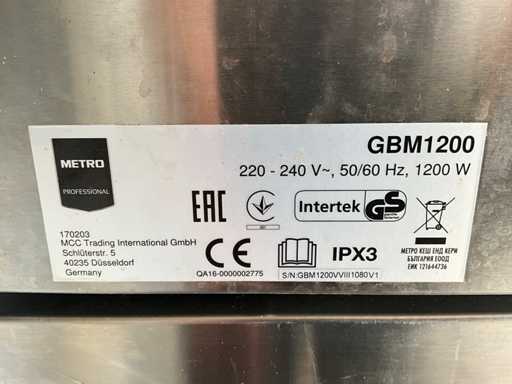 METRO
PROFESSIONAL
GBM1200
220 - 240 V~, 50/60 Hz, 1200 W
EAC
Intertek
GS
170203
MCC Trading International GmbH
Schlüterstr. 5
40235 Düsseldorf
Germany
CE
QA16-0000002775
IPX3
S/N:GBM1200VVIII1080V1
МЕТРО КЕШ ЕНД КЕРИ
БЪЛГАРИЯ ЕООД
ЕИК 121644736